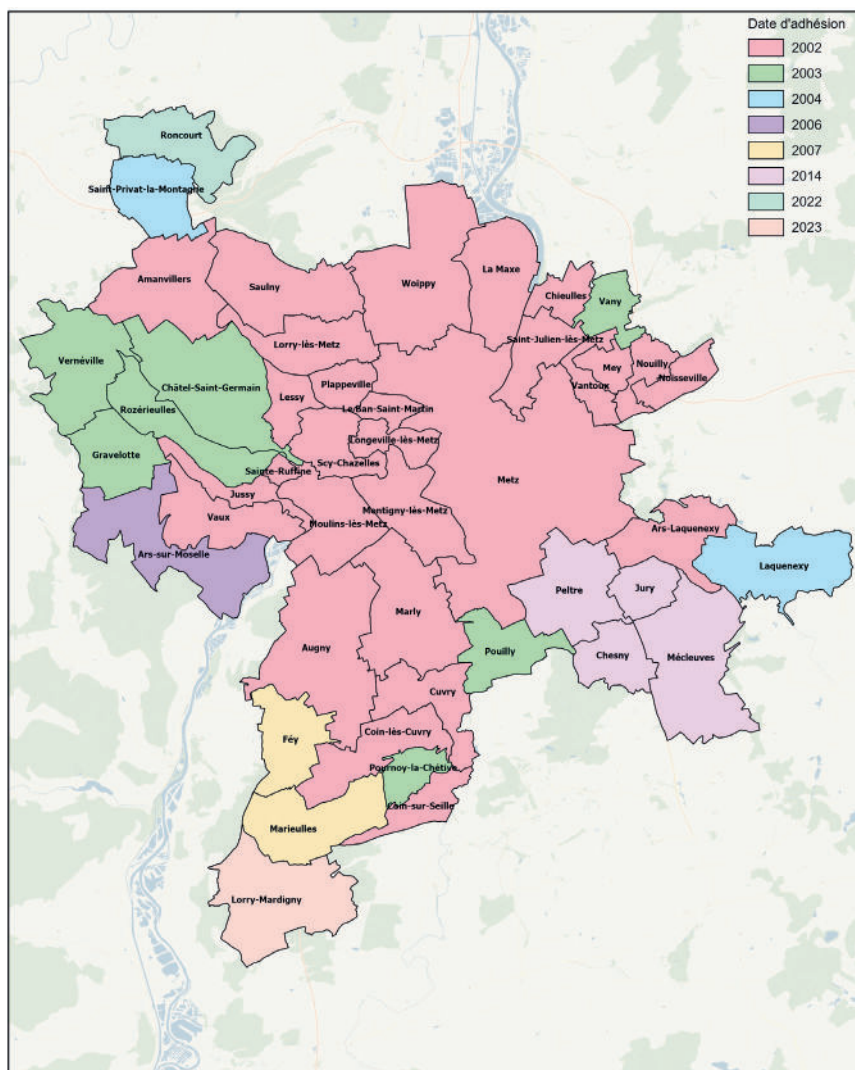 Date d'adhésion
2002
2003
2004
2006
2007
2014
2022
2023
Roncourt
Saint-Privat-la-Montagne
Amanvillers
Saulny
Woippy
La Maxe
Chieulles
Vany
Saint-Julien-lès-Metz
Lorry-lès-Metz
Vernéville
Châtel-Saint-Germain
Plappeville
Mey
Nouilly
Noisseville
Vantoux
Lessy
Rozérieulles
Le Ban-Saint-Martin
Longeville-lès-Metz
Gravelotte
Scy-Chazelles
Sainte-Ruffine
Metz
Jussy
Vaux
Montigny-lès-Metz
Moulins-lès-Metz
Ars-sur-Moselle
Ars-Laquenexy
Laquenexy
Peltre
Jury
Marly
Augny
Pouilly
Chesny
Mécleuves
Cuvry
Féy
Coin-lès-Cuvry
Pournoy-la-Chétive
Coin-sur-Seille
Marieulles
Lorry-Mardigny